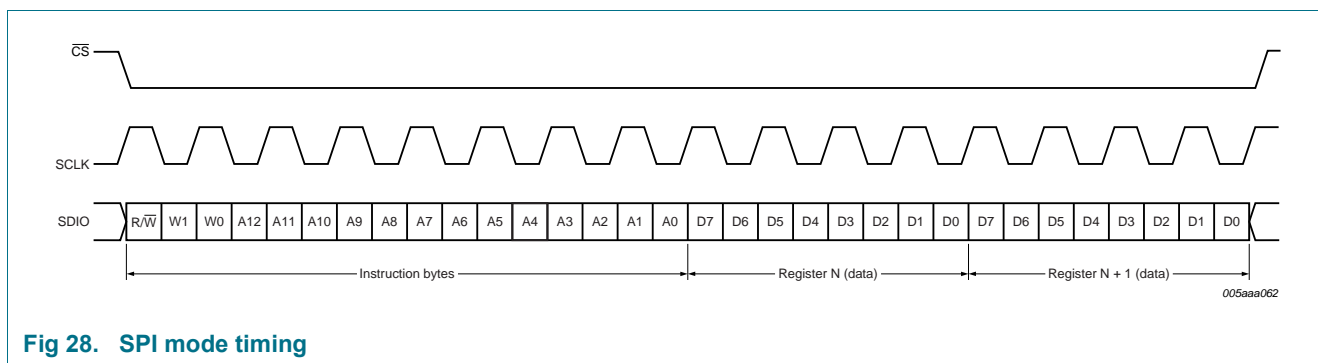 CS
SCLK
SDIO R/W W1 W0 A12 A11 A10 A9 A8 A7 A6 A5 A4 A3 A2 A1 A0 D7 D6 D5 D4 D3 D2 D1 D0 D7 D6 D5 D4 D3 D2 D1 D0
Instruction bytes Register N (data) Register N + 1 (data)
005aaa062
Fig 28. SPI mode timing